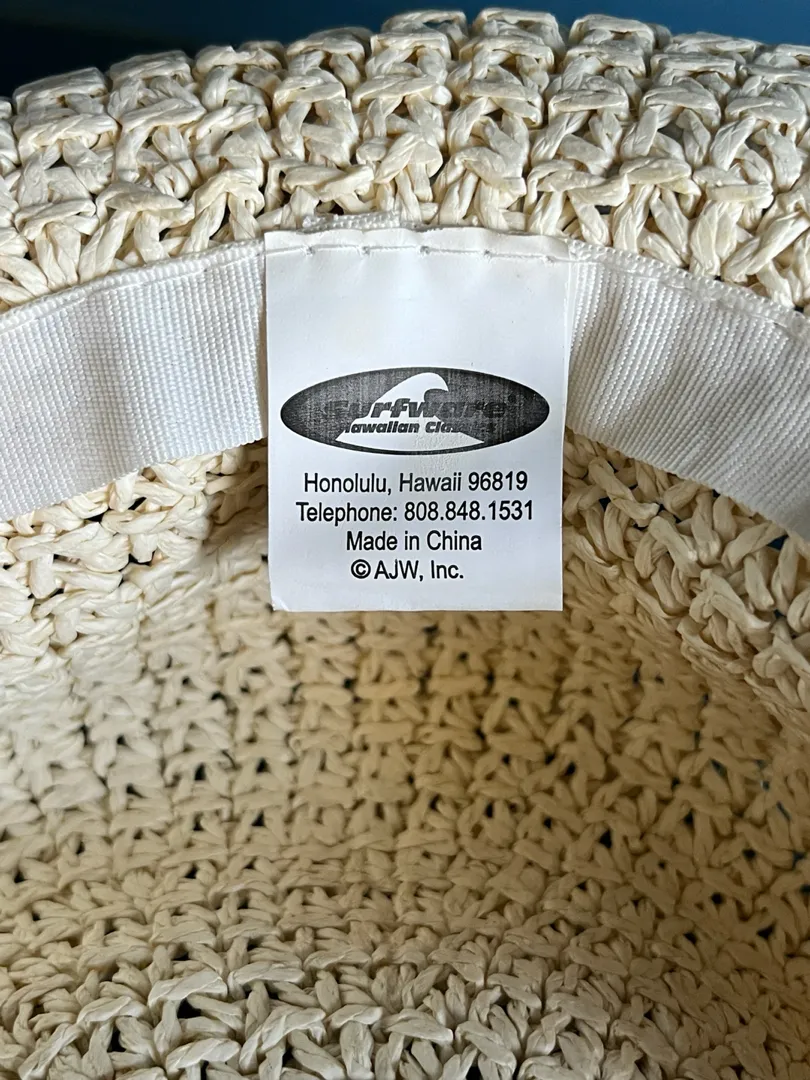 Surfware
Hawaiian Classics
Honolulu, Hawaii 96819
Telephone: 808.848.1531
Made in China
© AJW, Inc.